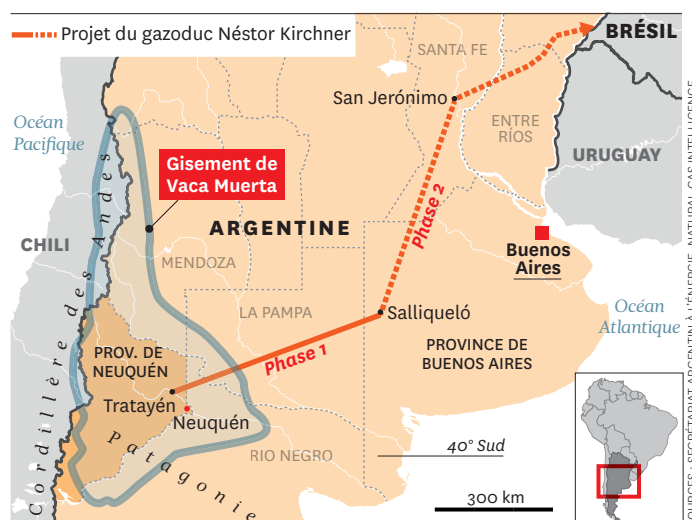 Projet du gazoduc Néstor Kirchner
BRÉSIL
SANTA FE
San Jerónimo
Océan
Pacifique
ENTRE
RÍOS
Gisement de
Vaca Muerta
URUGUAY
Phase 2
ARGENTINE
CHILI
MENDOZA
Buenos
Aires
Cordillère des Andes
LA PAMPA
Salliqueló
Océan
Atlantique
PROV. DE
NEUQUÉN
Phase 1
PROVINCE DE
BUENOS AIRES
Tratayén
Neuquén
Patagonie
RIO NEGRO
40° Sud
300 km
SOURCES : SECRÉTARIAT ARGENTIN À L'ÉNERGIE, NATURAL GAS INTELLIGENCE